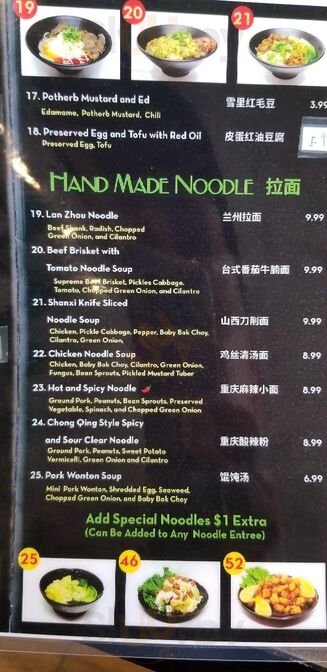 19
20
21
17. Potherb Mustard and Ed 雪里红毛豆 3.99
Edamame, Potherb Mustard, Chili
18. Preserved Egg and Tofu with Red Oil 皮蛋红油豆腐
Preserved Egg, Tofu
HAND MADE NOODLE 拉面
19. Lan Zhou Noodle 兰州拉面 9.99
Beef Shank, Radish, Chopped
Green Onion, and Cilantro
20. Beef Brisket with
Tomato Noodle Soup 台式番茄牛腩面 9.99
Supreme Beef Brisket, Pickles Cabbage,
Tomato, Chopped Green Onion, and Cilantro
21. Shanxi Knife Sliced
Noodle Soup 山西刀削面 9.99
Chicken, Pickle Cabbage, Pepper, Baby Bok Choy,
Cilantro, Green Onion,
22. Chicken Noodle Soup 鸡丝清汤面 8.99
Chicken, Baby Bok Choy, Cilantro, Green Onion,
Fungus, Bean Sprouts, Pickled Mustard Tuber
23. Hot and Spicy Noodle 重庆麻辣小面 8.99
Ground Pork, Peanuts, Bean Sprouts, Preserved
Vegetable, Spinach, and Chopped Green Onion
24. Chong Qing Style Spicy
and Sour Clear Noodle 重庆酸辣粉 8.99
Ground Pork, Peanuts, Sweet Potato
Vermicelli, Green Onion and Cilantro
25. Pork Wonton Soup 馄饨汤 6.99
Mini Pork Wonton, Shredded Egg, Seaweed,
Chopped Green Onion, and Baby Bok Choy
Add Special Noodles $1 Extra
(Can Be Added to Any Noodle Entree)
25
46
52